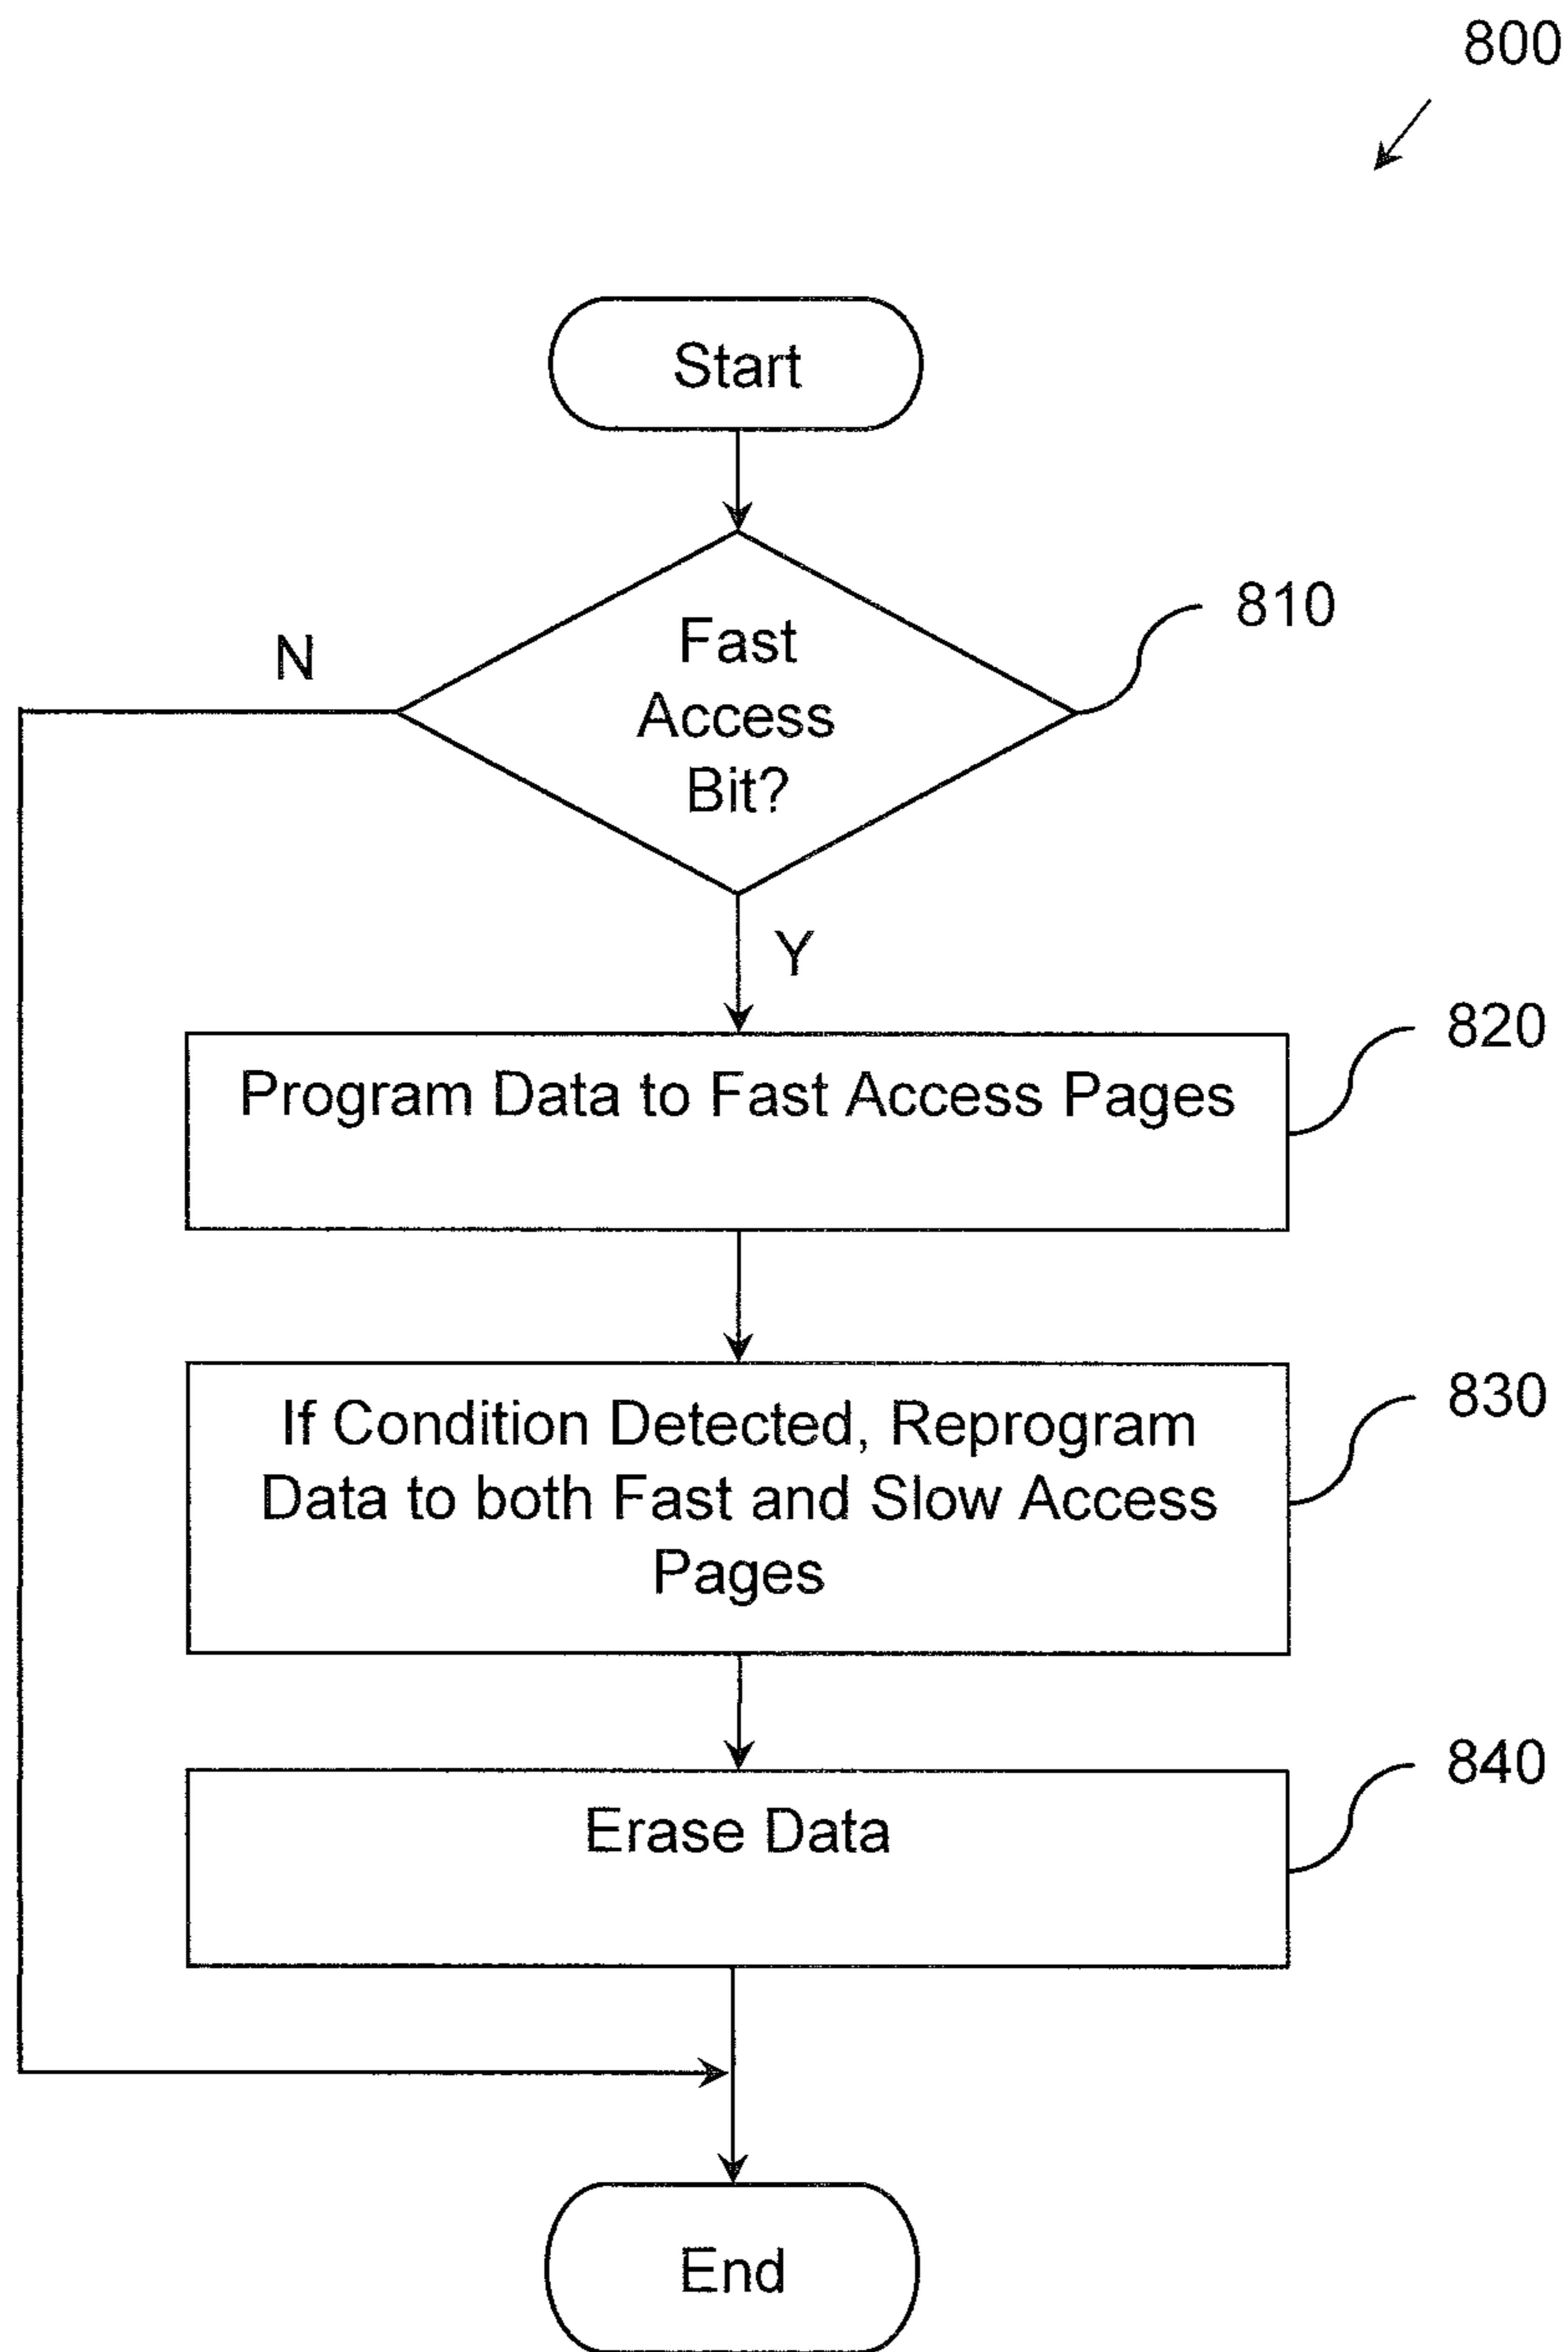 800
Start
Fast
Access
Bit?
810
N
Y
Program Data to Fast Access Pages
820
If Condition Detected, Reprogram
Data to both Fast and Slow Access
Pages
830
Erase Data
840
End